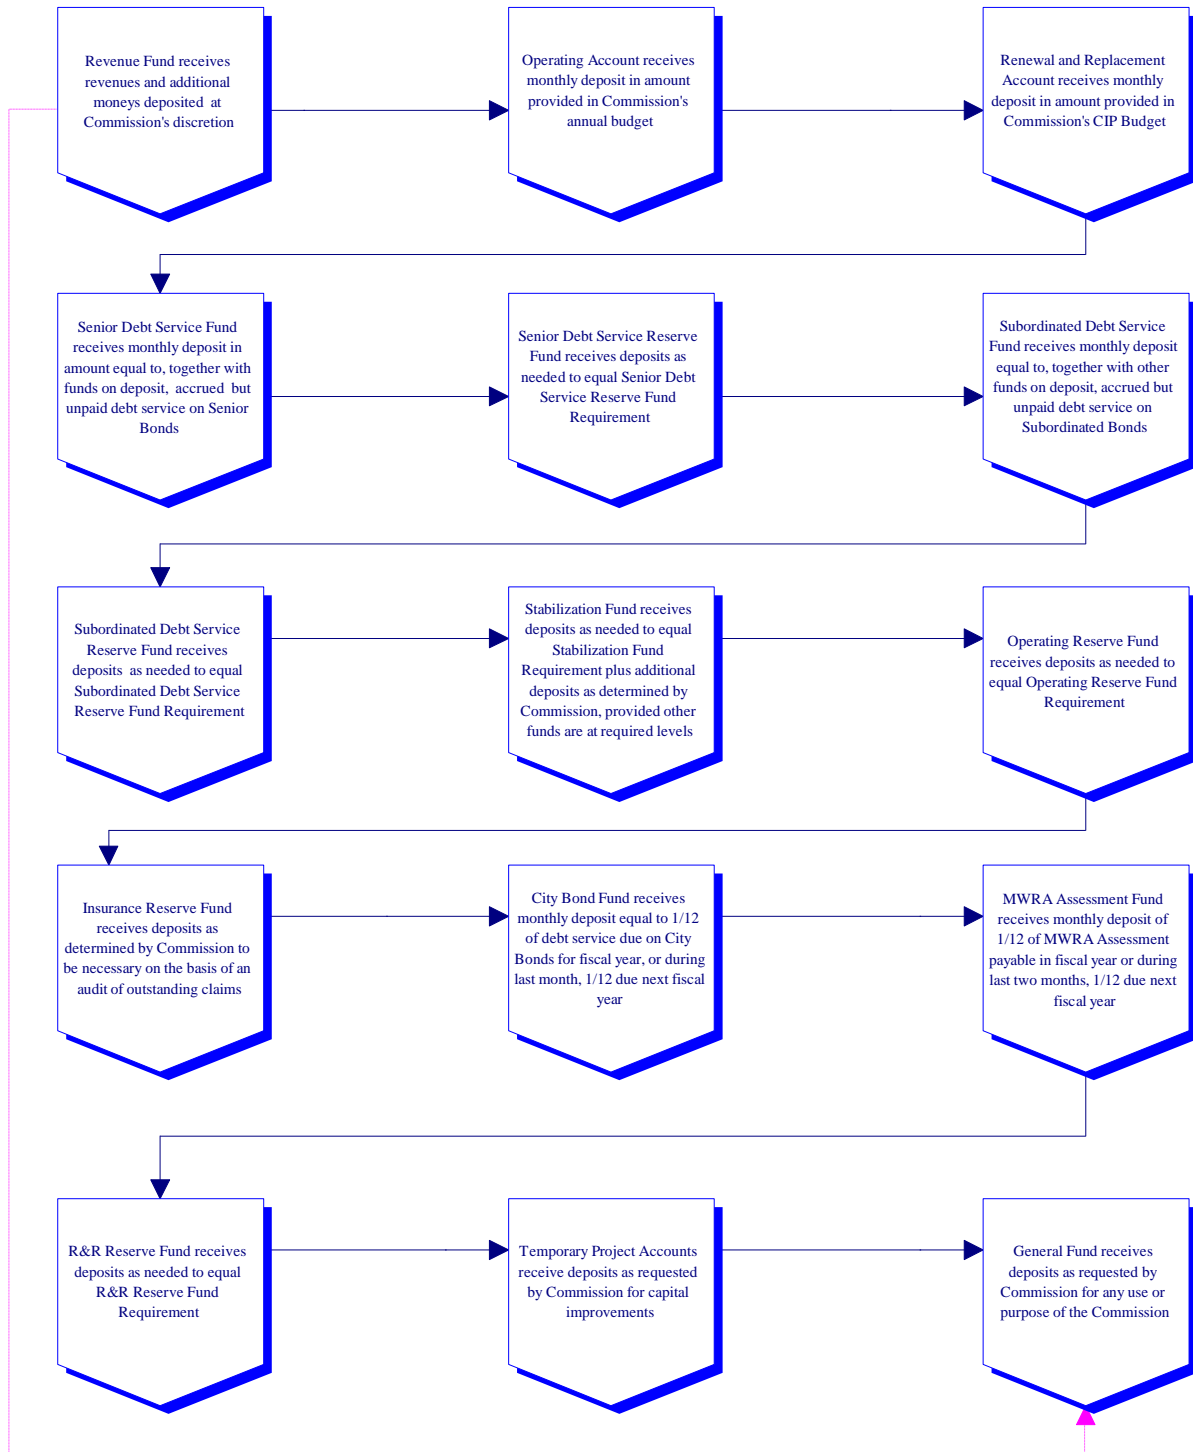 Revenue Fund receives
revenues and additional
moneys deposited at
Commission's discretion
Operating Account receives
monthly deposit in amount
provided in Commission's
annual budget
Renewal and Replacement
Account receives monthly
deposit in amount provided in
Commission's CIP Budget
Senior Debt Service Fund
receives monthly deposit in
amount equal to, together with
funds on deposit, accrued but
unpaid debt service on Senior
Bonds
Senior Debt Service Reserve
Fund receives deposits as
needed to equal Senior Debt
Service Reserve Fund
Requirement
Subordinated Debt Service
Fund receives monthly deposit
equal to, together with other
funds on deposit, accrued but
unpaid debt service on
Subordinated Bonds
Subordinated Debt Service
Reserve Fund receives
deposits as needed to equal
Subordinated Debt Service
Reserve Fund Requirement
Stabilization Fund receives
deposits as needed to equal
Stabilization Fund
Requirement plus additional
deposits as determined by
Commission, provided other
funds are at required levels
Operating Reserve Fund
receives deposits as needed to
equal Operating Reserve Fund
Requirement
Insurance Reserve Fund
receives deposits as
determined by Commission to
be necessary on the basis of an
audit of outstanding claims
City Bond Fund receives
monthly deposit equal to 1/12
of debt service due on City
Bonds for fiscal year, or during
last month, 1/12 due next fiscal
year
MWRA Assessment Fund
receives monthly deposit of
1/12 of MWRA Assessment
payable in fiscal year or during
last two months, 1/12 due next
fiscal year
R&R Reserve Fund receives
deposits as needed to equal
R&R Reserve Fund
Requirement
Temporary Project Accounts
receive deposits as requested
by Commission for capital
improvements
General Fund receives
deposits as requested by
Commission for any use or
purpose of the Commission